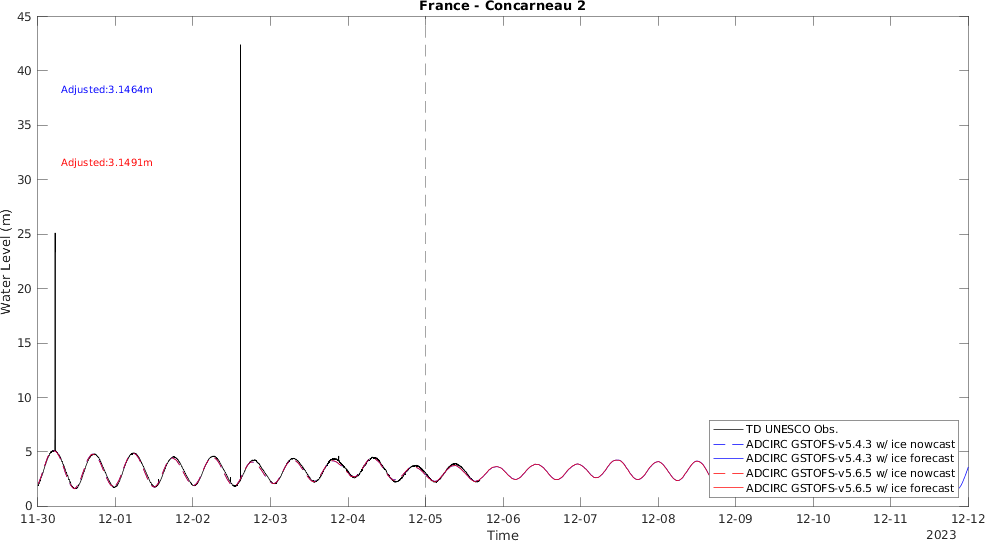 France - Concarneau 2
45
40
35
30
25
20
15
10
5
0
Water Level (m)
Adjusted:3.1464m
Adjusted:3.1491m
TD UNESCO Obs.
ADCIRC GSTOFS-v5.4.3 w/ ice nowcast
ADCIRC GSTOFS-v5.4.3 w/ ice forecast
ADCIRC GSTOFS-v5.6.5 w/ ice nowcast
ADCIRC GSTOFS-v5.6.5 w/ ice forecast
11-30 12-01 12-02 12-03 12-04 12-05 12-06 12-07 12-08 12-09 12-10 12-11 12-12
Time
2023